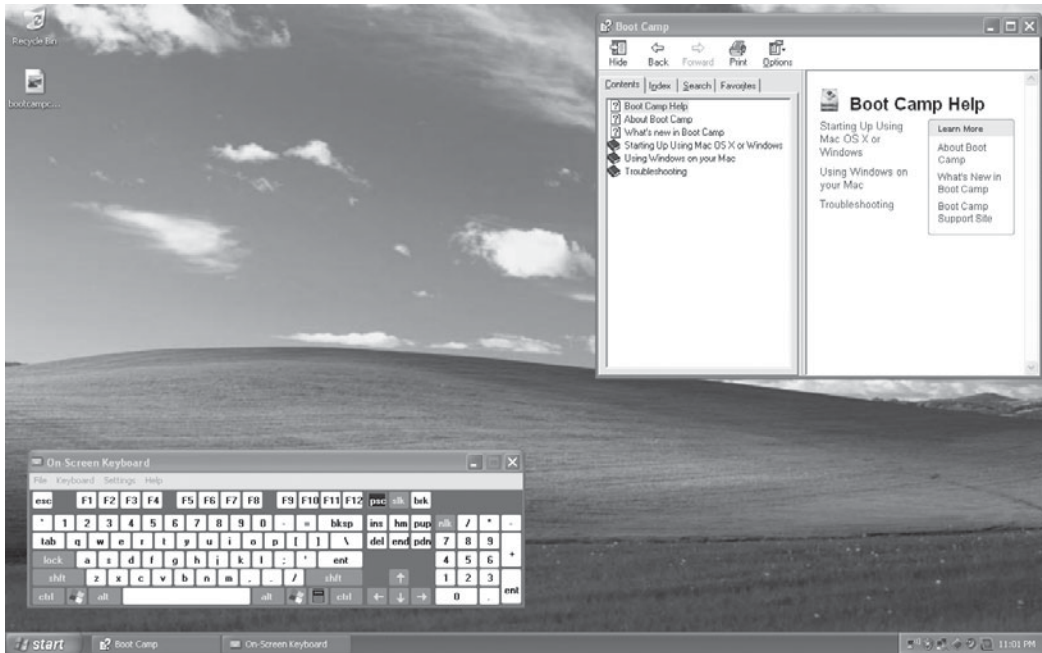 Recycle Bin
bootcampc...
Boot Camp
Hide Back Forward Print Options
Contents Index Search Favorites
Boot Camp Help
About Boot Camp
What's new in Boot Camp
Starting Up Using Mac OS X or Windows
Using Windows on your Mac
Troubleshooting
Boot Camp Help
Starting Up Using
Mac OS X or
Windows
Using Windows on
your Mac
Troubleshooting
Learn More
About Boot
Camp
What's New in
Boot Camp
Boot Camp
Support Site
On-Screen Keyboard
File Keyboard Settings Help
esc F1 F2 F3 F4 F5 F6 F7 F8 F9 F10 F11 F12 psc slk brk
` 1 2 3 4 5 6 7 8 9 0 - = bksp ins hm pup nlk / * -
tab q w e r t y u i o p [ ] \ del end pdn 7 8 9 +
lock a s d f g h j k l ; ' ent 4 5 6
shft z x c v b n m , . / shft ↑ 1 2 3 ent
ctrl alt alt ctrl ← ↓ → 0 .
start Boot Camp On-Screen Keyboard 11:01 PM